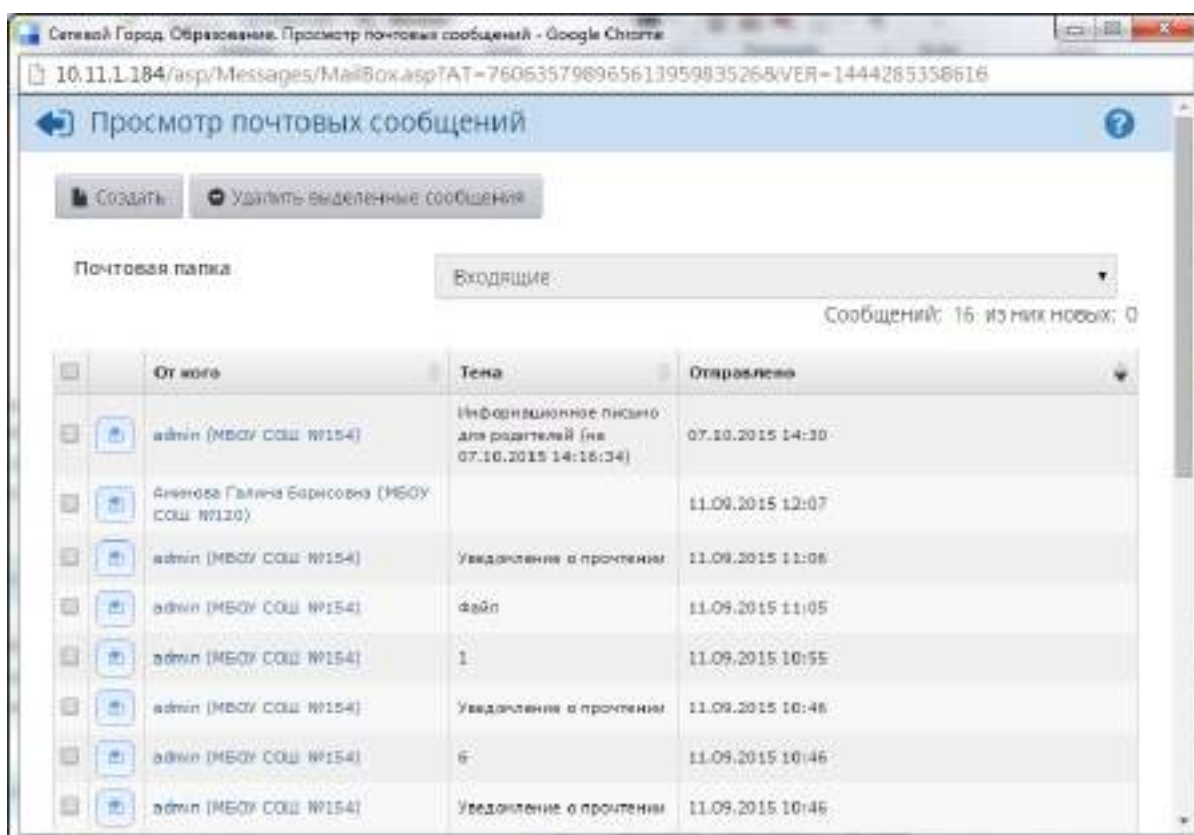 Сетевой Город. Образование. Просмотр почтовых сообщений - Google Chrome
10.11.1.184/asp/Messages/MailBox.asp?AT=76063579896561395983526&VER=1444285358616
Просмотр почтовых сообщений
Создать Удалить выделенные сообщения
Почтовая папка Входящие
Сообщений: 16 из них новых: 0
От кого Тема Отправлено
admin (МБОУ СОШ №154) Информационное письмо для родителей (на 07.10.2015 14:16:34) 07.10.2015 14:30
Галина Борисовна (МБОУ СОШ №120) 11.09.2015 12:07
admin (МБОУ СОШ №154) Уведомление о прочтении 11.09.2015 11:06
admin (МБОУ СОШ №154) Файл 11.09.2015 11:05
admin (МБОУ СОШ №154) 1 11.09.2015 10:55
admin (МБОУ СОШ №154) Уведомление о прочтении 11.09.2015 10:46
admin (МБОУ СОШ №154) 6 11.09.2015 10:46
admin (МБОУ СОШ №154) Уведомление о прочтении 11.09.2015 10:46